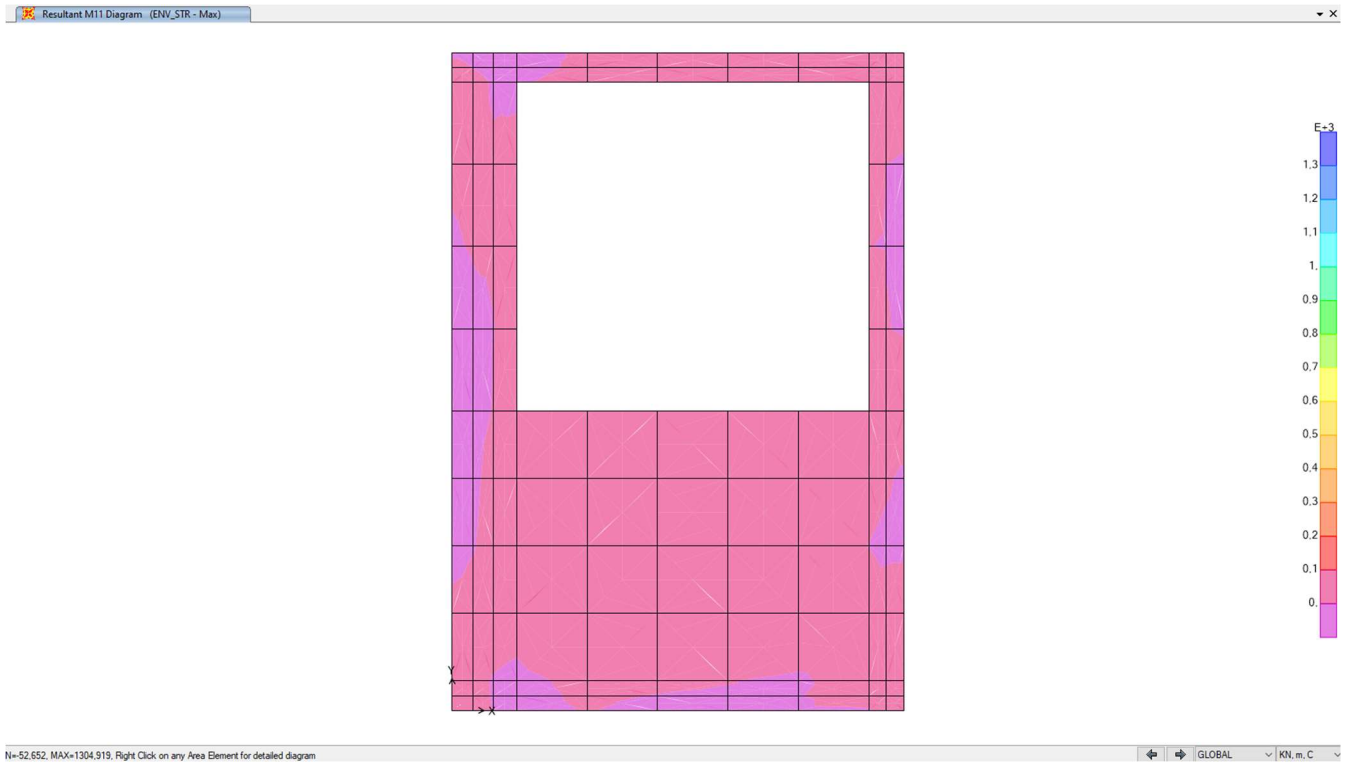 Resultant M11 Diagram (ENV_STR - Max)
E+3
1,3
1,2
1,1
1,
0,9
0,8
0,7
0,6
0,5
0,4
0,3
0,2
0,1
0,
Y
X
N=-52,652, MAX=1304,919, Right Click on any Area Element for detailed diagram
GLOBAL
KN, m, C